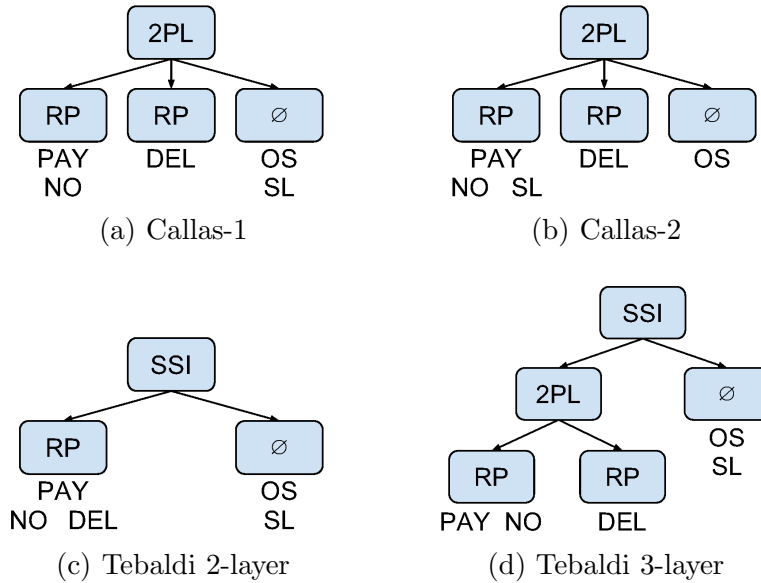 2PL
RP RP ∅
PAY DEL OS
NO SL
(a) Callas-1
2PL
RP RP ∅
PAY DEL OS
NO SL
(b) Callas-2
SSI
RP ∅
PAY OS
NO DEL SL
(c) Tebaldi 2-layer
SSI
2PL ∅
OS
SL
RP RP
PAY NO DEL
(d) Tebaldi 3-layer